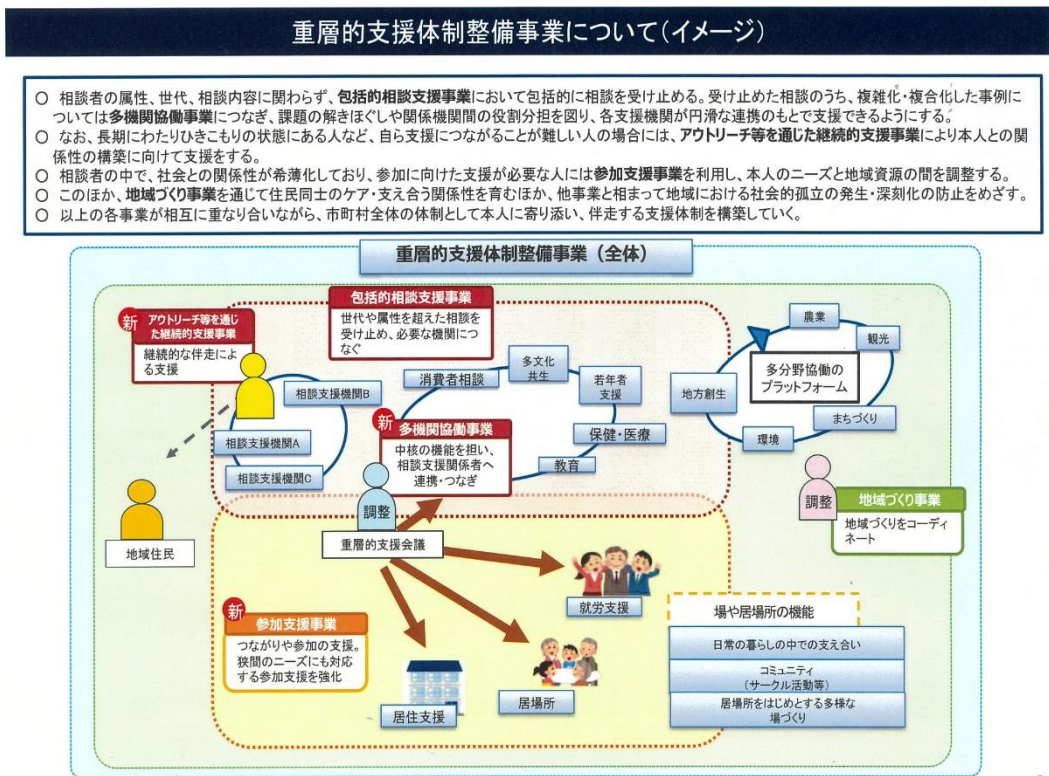 重層的支援体制整備事業について(イメージ)
○ 相談者の属性、世代、相談内容に関わらず、包括的相談支援事業において包括的に相談を受け止める。受け止めた相談のうち、複雑化・複合化した事例に
ついては多機関協働事業につなぎ、課題の解きほぐしや関係機関間の役割分担を図り、各支援機関が円滑な連携のもとで支援できるようにする。
○ なお、長期にわたりひきこもりの状態にある人など、自ら支援につながることが難しい人の場合には、アウトリーチ等を通じた継続的支援事業により本人との関
係性の構築に向けて支援をする。
○ 相談者の中で、社会との関係性が希薄化しており、参加に向けた支援が必要な人には参加支援事業を利用し、本人のニーズと地域資源の間を調整する。
○ このほか、地域づくり事業を通じて住民同士のケア・支え合う関係性を育むほか、他事業と相まって地域における社会的孤立の発生・深刻化の防止をめざす。
○ 以上の各事業が相互に重なり合いながら、市町村全体の体制として本人に寄り添い、伴走する支援体制を構築していく。
重層的支援体制整備事業(全体)
新
アウトリーチ等を通じ
た継続的支援事業
継続的な伴走によ
る支援
包括的相談支援事業
世代や属性を超えた相談を
受け止め、必要な機関につ
なぐ
相談支援機関B
相談支援機関A
相談支援機関C
消費者相談
多文化
共生
若年者
支援
保健・医療
教育
新
多機関協働事業
中核の機能を担い、
相談支援関係者へ
連携・つなぎ
農業
観光
まちづくり
環境
地方創生
多分野協働の
プラットフォーム
地域住民
調整
重層的支援会議
調整
地域づくり事業
地域づくりをコーディ
ネート
新
参加支援事業
つながりや参加の支援。
狭間のニーズにも対応
する参加支援を強化
就労支援
居場所
居住支援
場や居場所の機能
日常の暮らしの中での支え合い
コミュニティ
(サークル活動等)
居場所をはじめとする多様な
場づくり